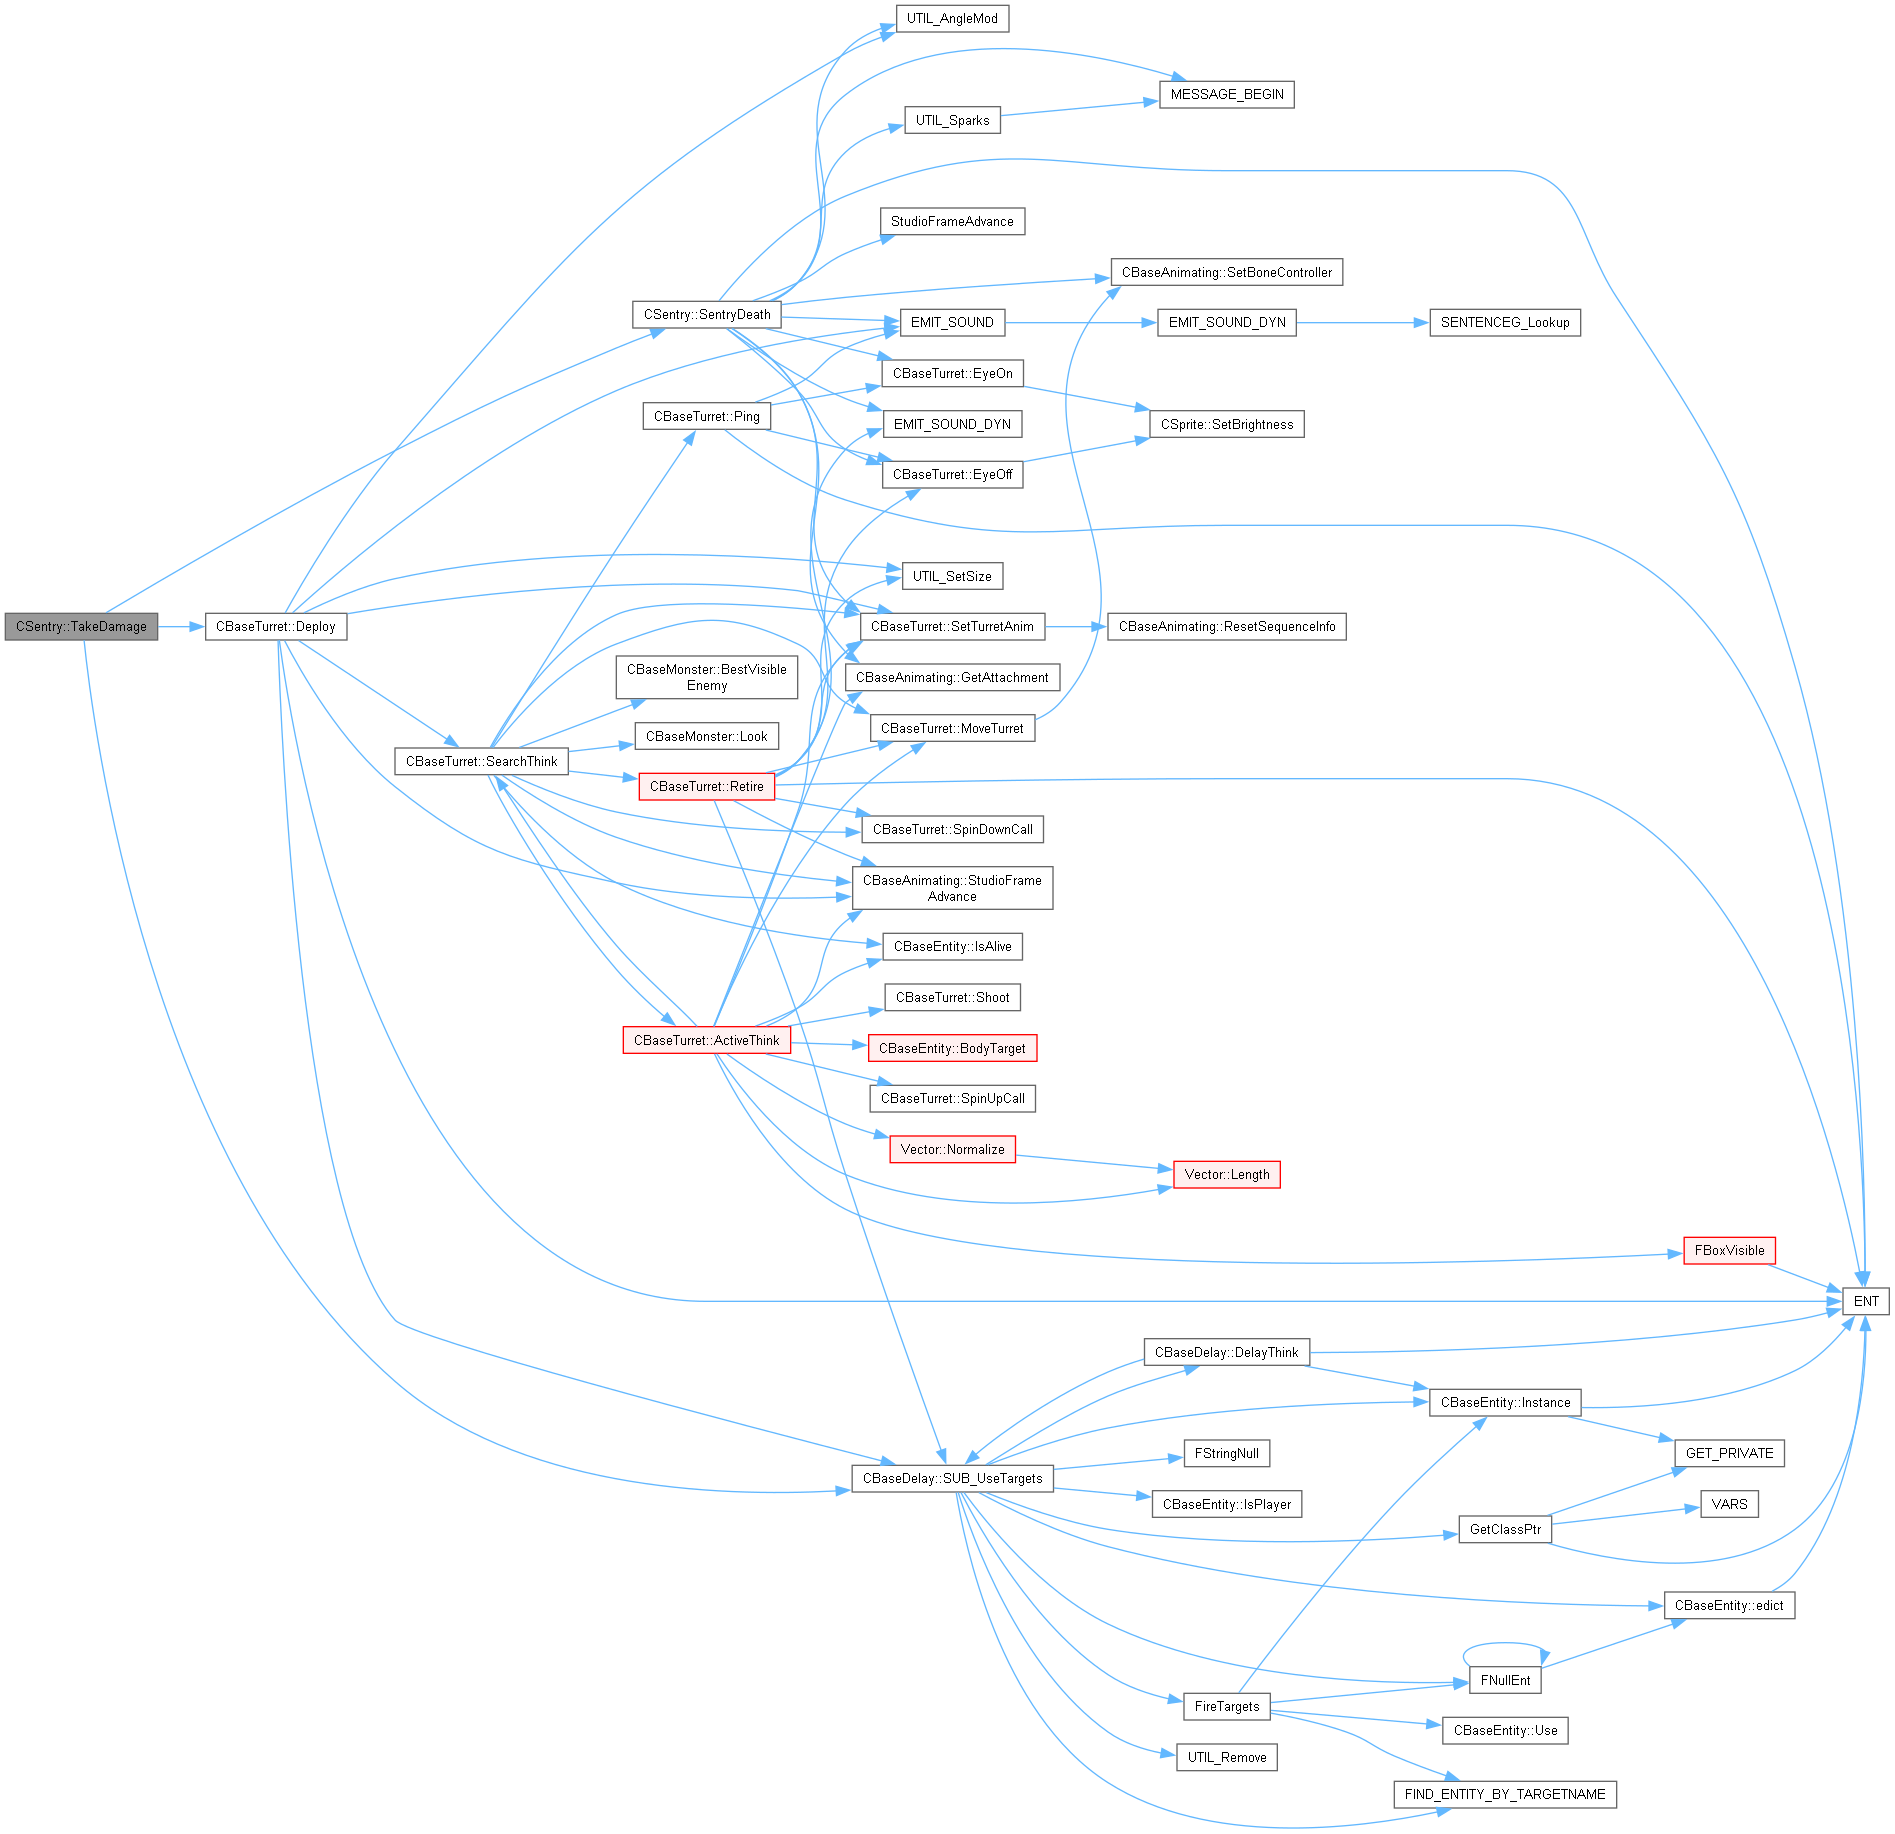 UTIL_AngleMod
MESSAGE_BEGIN
UTIL_Sparks
StudioFrameAdvance
CBaseAnimating::SetBoneController
CSentry::SentryDeath
EMIT_SOUND
EMIT_SOUND_DYN
SENTENCEG_Lookup
CBaseTurret::EyeOn
CBaseTurret::Ping
EMIT_SOUND_DYN
CSprite::SetBrightness
CBaseTurret::EyeOff
UTIL_SetSize
CSentry::TakeDamage
CBaseTurret::Deploy
CBaseTurret::SetTurretAnim
CBaseAnimating::ResetSequenceInfo
CBaseMonster::BestVisible
Enemy
CBaseAnimating::GetAttachment
CBaseMonster::Look
CBaseTurret::MoveTurret
CBaseTurret::SearchThink
CBaseTurret::Retire
CBaseTurret::SpinDownCall
CBaseAnimating::StudioFrame
Advance
CBaseEntity::IsAlive
CBaseTurret::Shoot
CBaseTurret::ActiveThink
CBaseEntity::BodyTarget
CBaseTurret::SpinUpCall
Vector::Normalize
Vector::Length
FBoxVisible
ENT
CBaseDelay::DelayThink
CBaseEntity::Instance
FStringNull
GET_PRIVATE
CBaseDelay::SUB_UseTargets
CBaseEntity::IsPlayer
VARS
GetClassPtr
CBaseEntity::edict
FNullEnt
FireTargets
CBaseEntity::Use
UTIL_Remove
FIND_ENTITY_BY_TARGETNAME